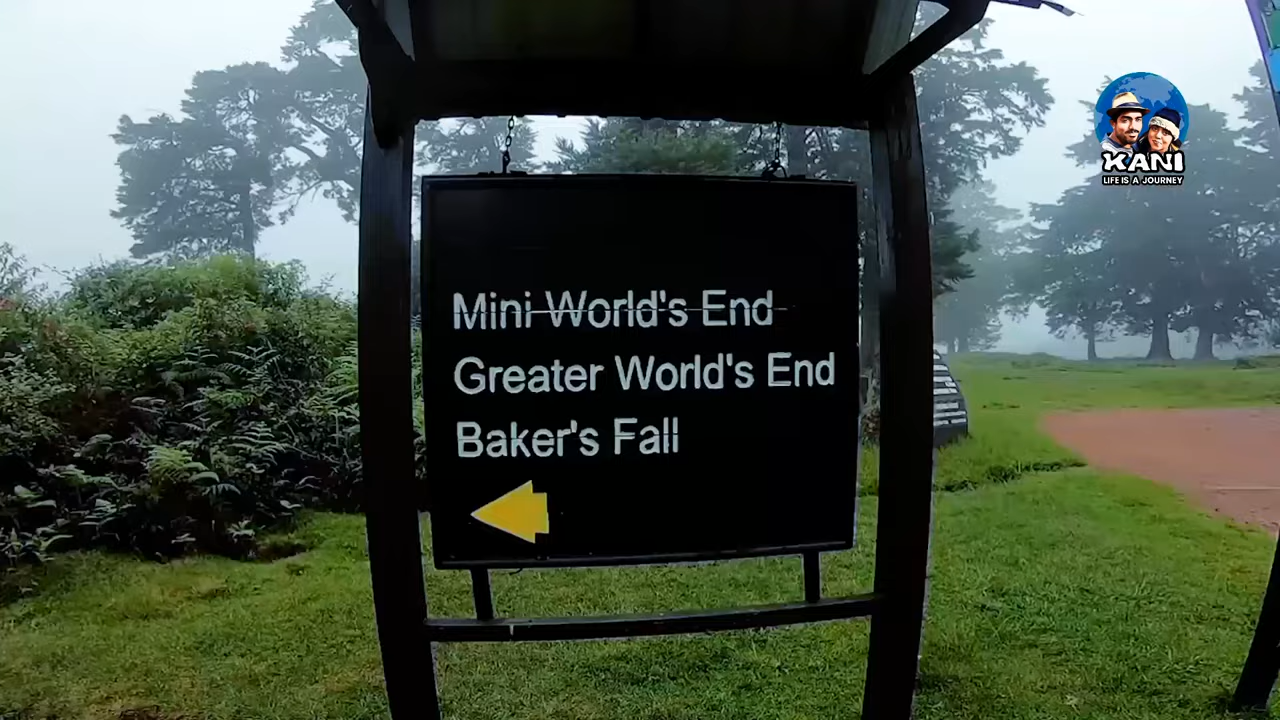 Mini World's End
Greater World's End
Baker's Fall
KANI
LIFE IS A JOURNEY